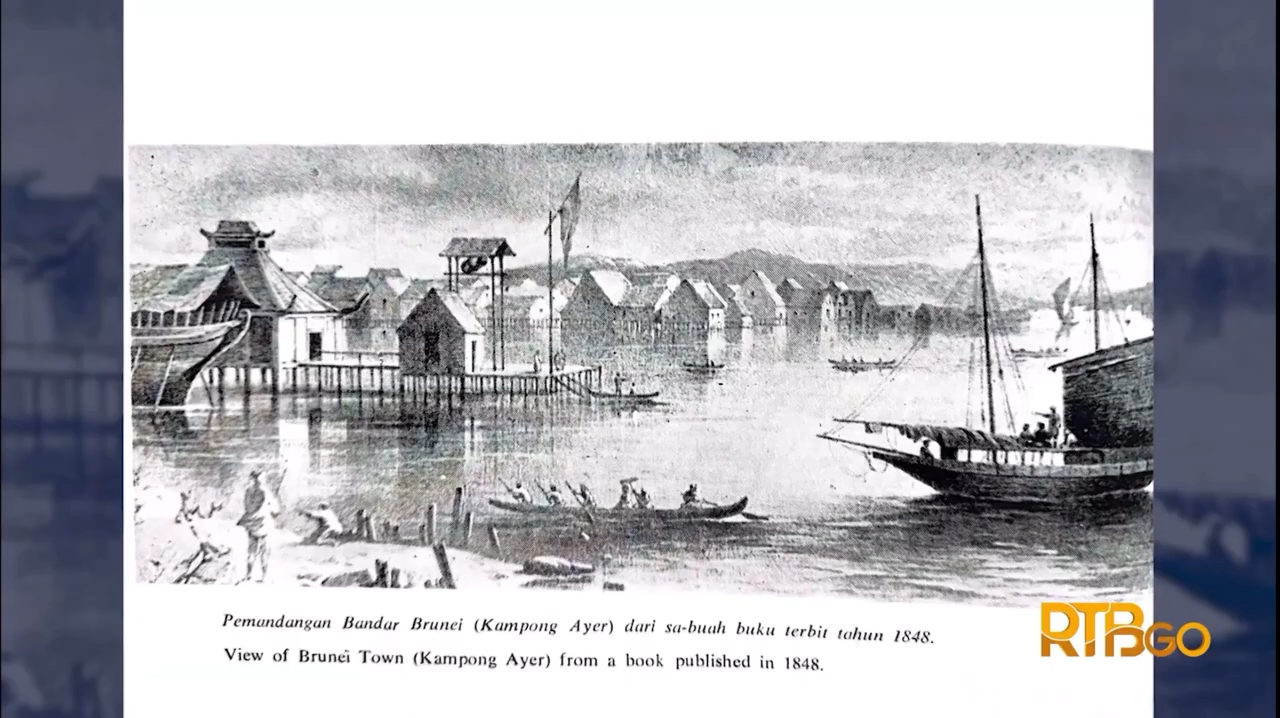 Pemandangan Bandar Brunei (Kampong Ayer) dari sa-buah buku terbit tahun 1848.
View of Brunei Town (Kampong Ayer) from a book published in 1848.
RTBGO